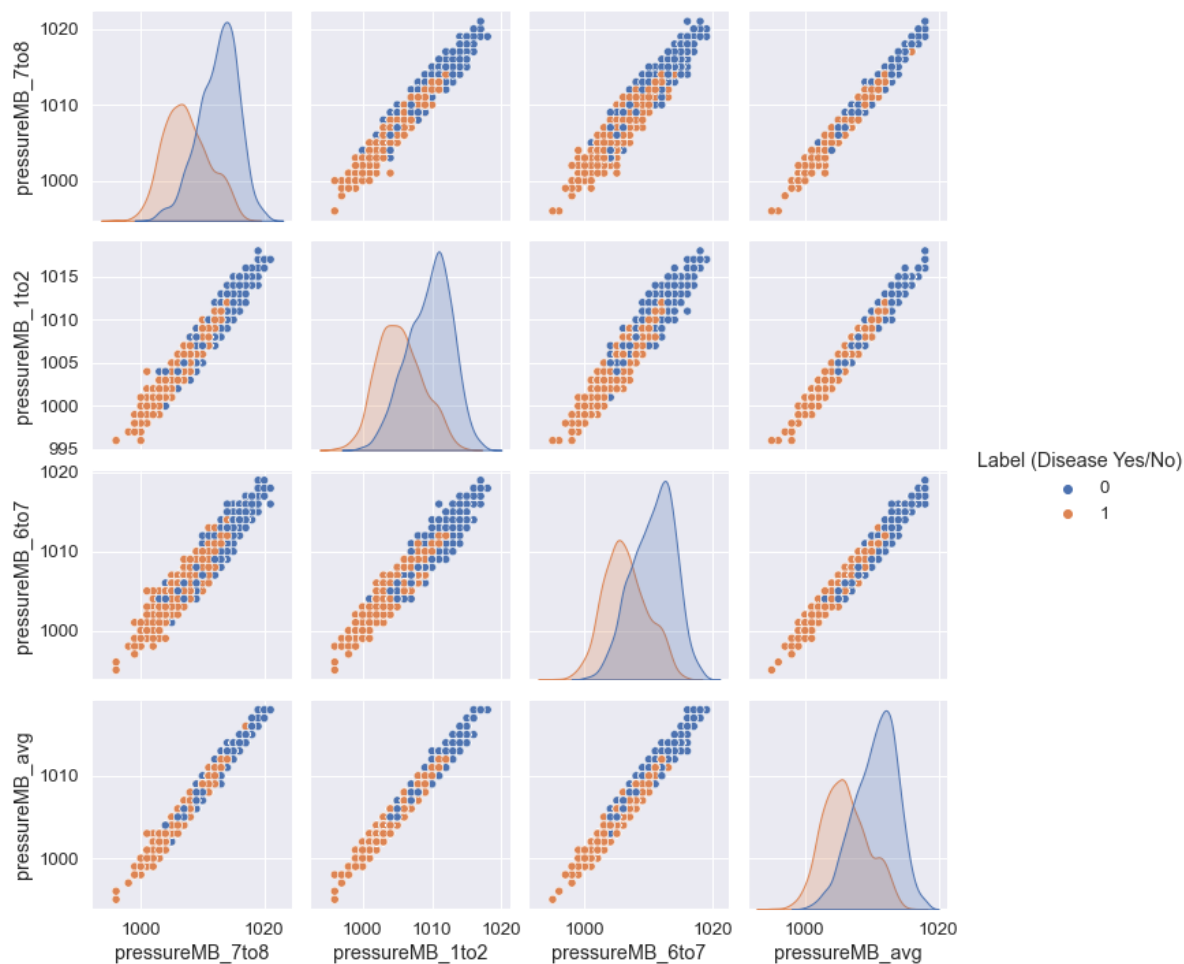 pressureMB_7to8
1020
1010
1000
pressureMB_1to2
1015
1010
1005
1000
995
pressureMB_6to7
1020
1010
1000
pressureMB_avg
1010
1000
1000 1020
1000 1010 1020
1000 1020
1000 1020
pressureMB_7to8 pressureMB_1to2 pressureMB_6to7 pressureMB_avg
Label (Disease Yes/No)
0
1